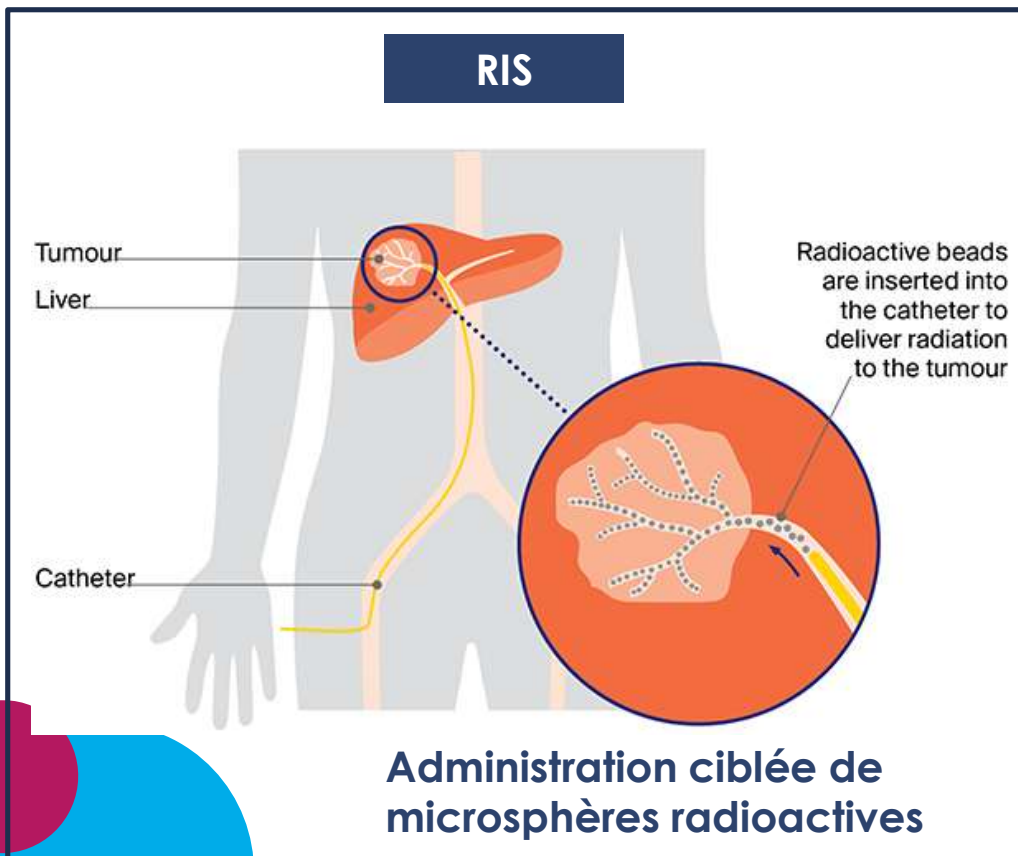 RIS
Tumour
Liver
Radioactive beads
are inserted into
the catheter to
deliver radiation
to the tumour
Catheter
Administration ciblée de
microsphères radioactives